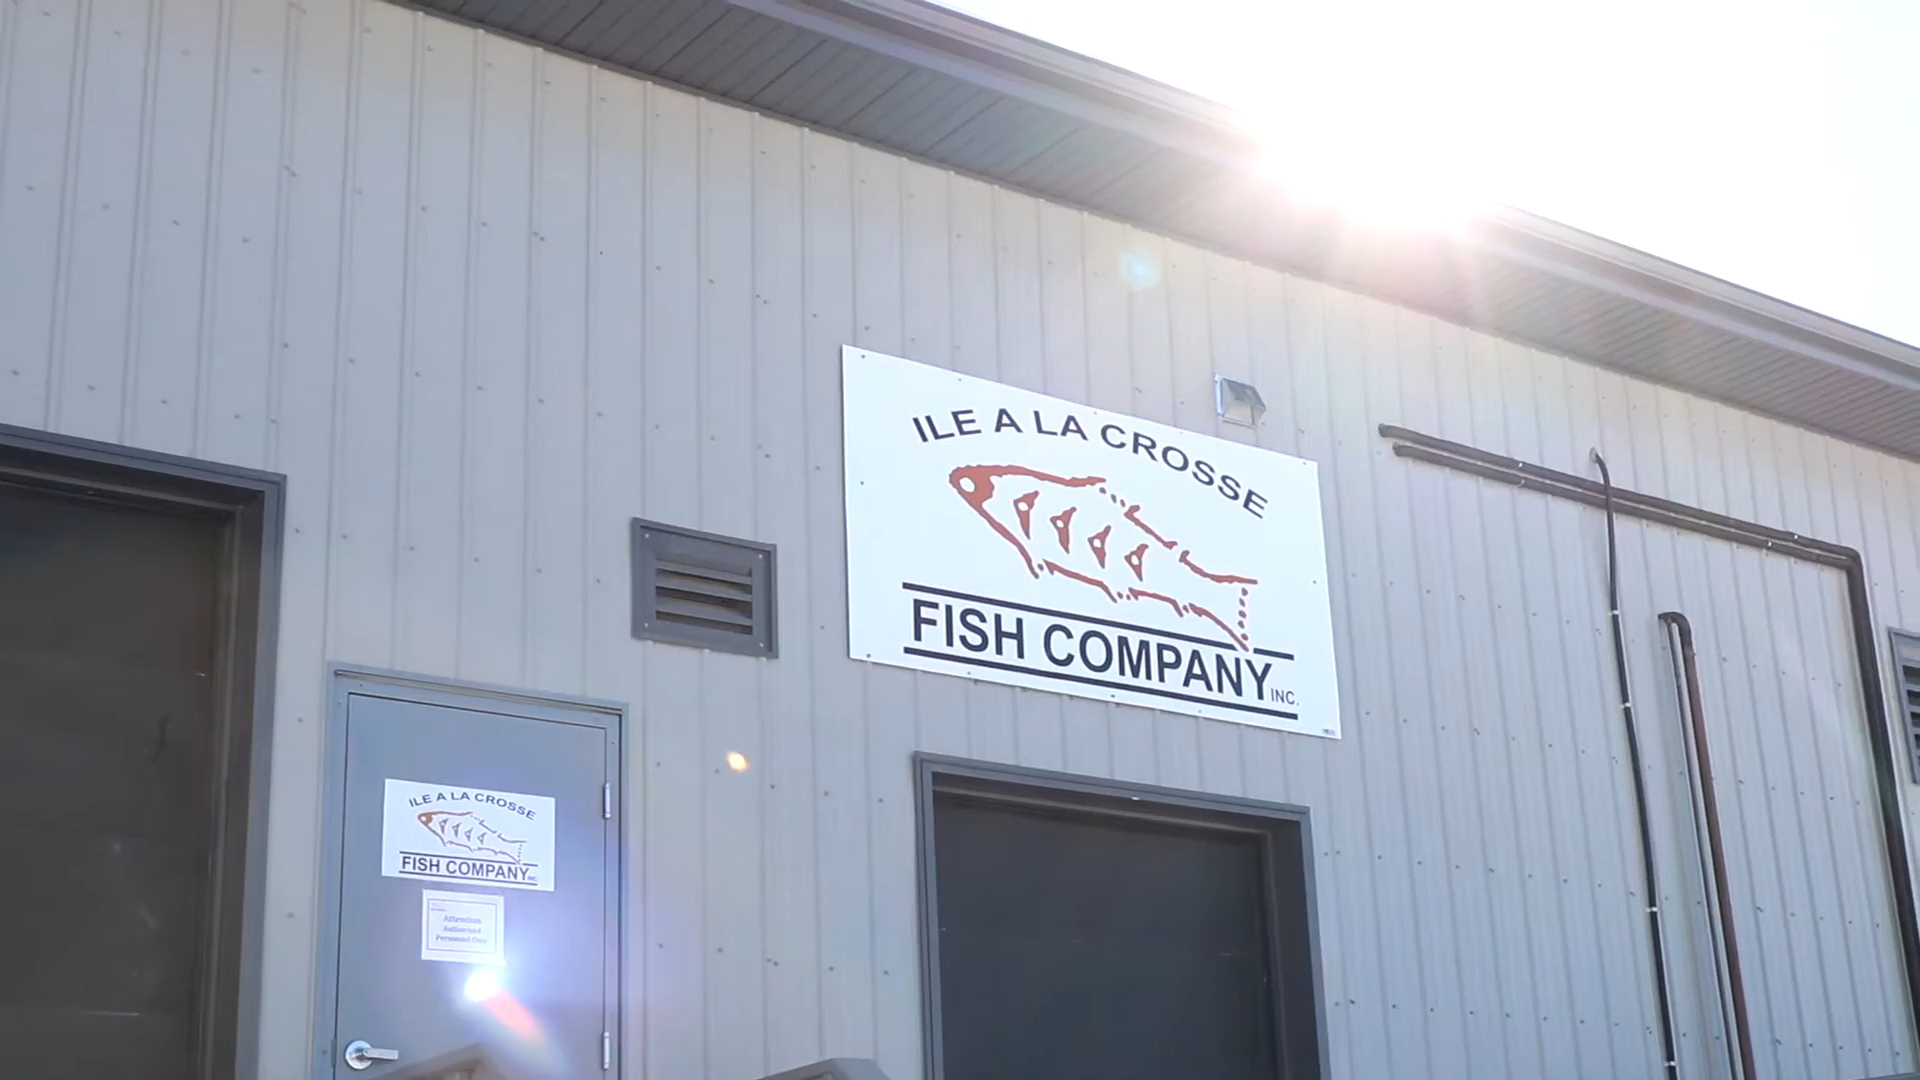 ILE A LA CROSSE
FISH COMPANY INC.
ILE A LA CROSSE
FISH COMPANY INC.
Attention
Authorized
Personnel Only